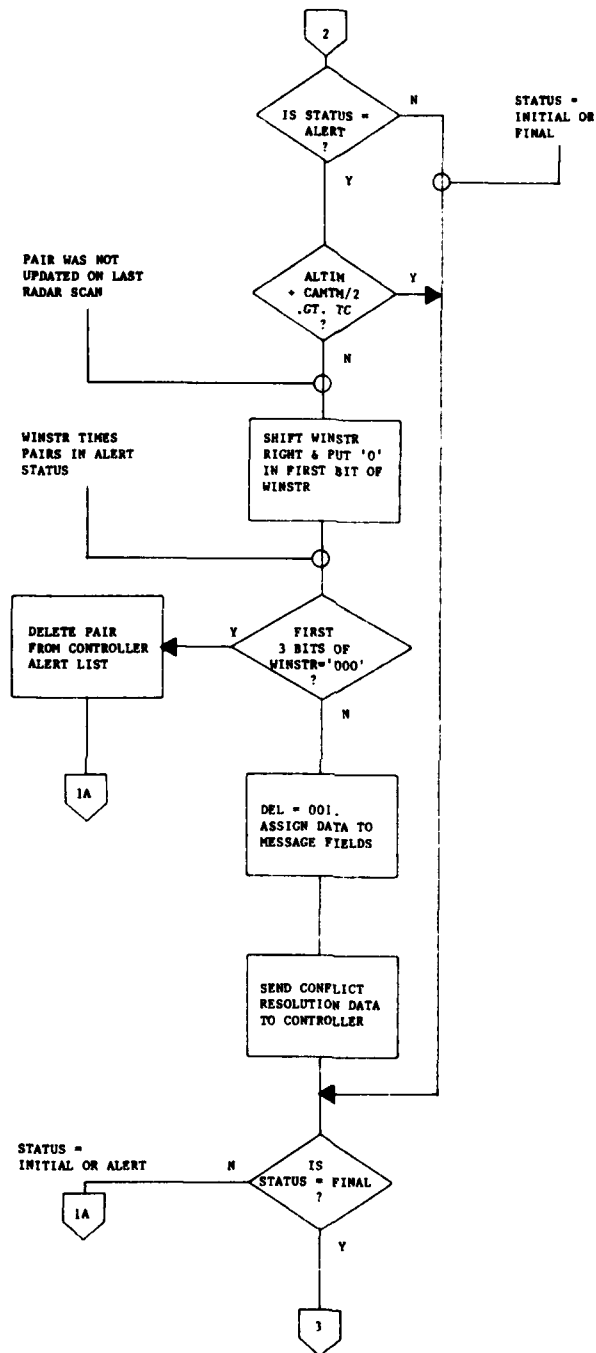 2
IS STATUS =
ALERT
?
N
STATUS =
INITIAL OR
FINAL
Y
PAIR WAS NOT
UPDATED ON LAST
RADAR SCAN
ALTIM
+ CAMTM/2
.GT. TC
?
Y
N
WINSTR TIMES
PAIRS IN ALERT
STATUS
SHIFT WINSTR
RIGHT & PUT '0'
IN FIRST BIT OF
WINSTR
DELETE PAIR
FROM CONTROLLER
ALERT LIST
Y
FIRST
3 BITS OF
WINSTR='000'
?
N
1A
DEL = 001.
ASSIGN DATA TO
MESSAGE FIELDS
SEND CONFLICT
RESOLUTION DATA
TO CONTROLLER
STATUS =
INITIAL OR ALERT
N
IS
STATUS = FINAL
?
1A
Y
3